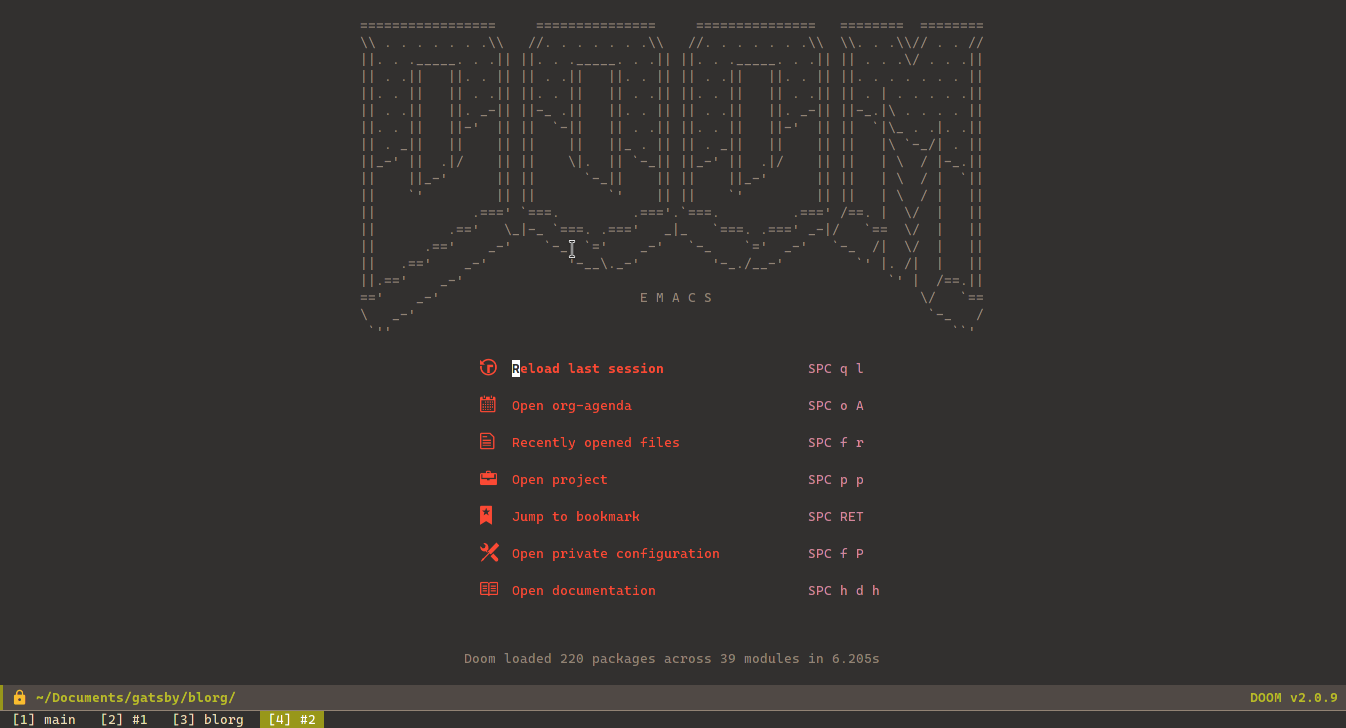 E M A C S
Reload last session SPC q l
Open org-agenda SPC o A
Recently opened files SPC f r
Open project SPC p p
Jump to bookmark SPC RET
Open private configuration SPC f P
Open documentation SPC h d h
Doom loaded 220 packages across 39 modules in 6.205s
~/Documents/gatsby/blorg/ DOOM v2.0.9
[1] main [2] #1 [3] blorg [4] #2